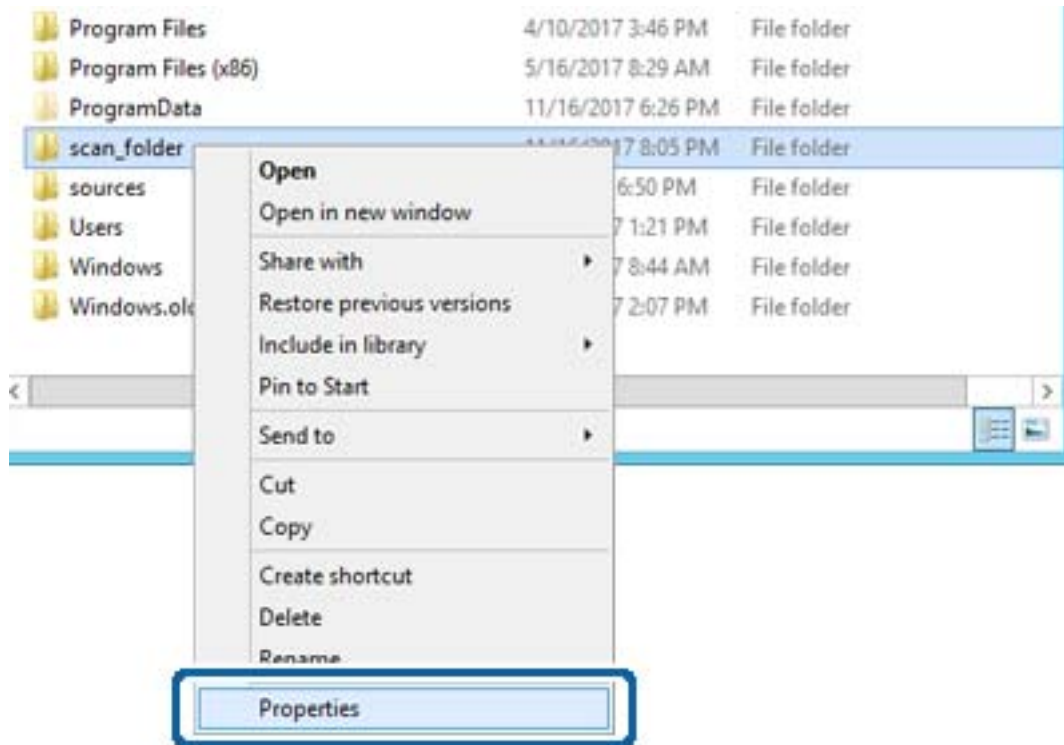 Program Files 4/10/2017 3:46 PM File folder
Program Files (x86) 5/16/2017 8:29 AM File folder
ProgramData 11/16/2017 6:26 PM File folder
scan_folder 8:05 PM File folder
sources 6:50 PM File folder
Users 1:21 PM File folder
Windows 8:44 AM File folder
Windows.old 2:07 PM File folder
Open
Open in new window
Share with
Restore previous versions
Include in library
Pin to Start
Send to
Cut
Copy
Create shortcut
Delete
Rename
Properties